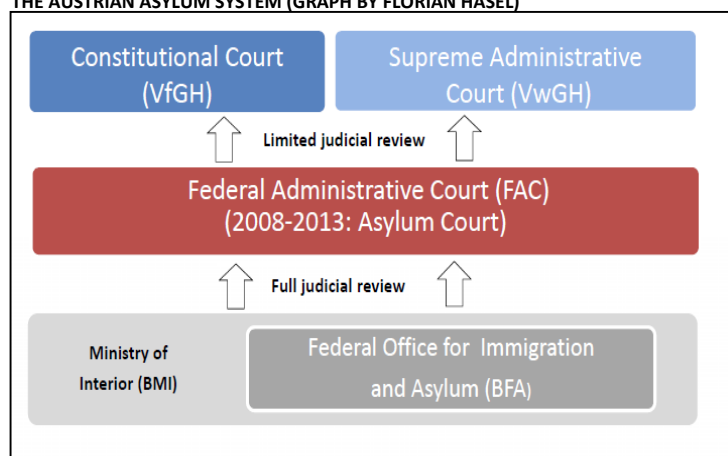 THE AUSTRIAN ASYLUM SYSTEM (GRAPH BY FLORIAN HASEL)
Constitutional Court
(VfGH)
Supreme Administrative
Court (VwGH)
Limited judicial review
Federal Administrative Court (FAC)
(2008-2013: Asylum Court)
Full judicial review
Ministry of
Interior (BMI)
Federal Office for Immigration
and Asylum (BFA)